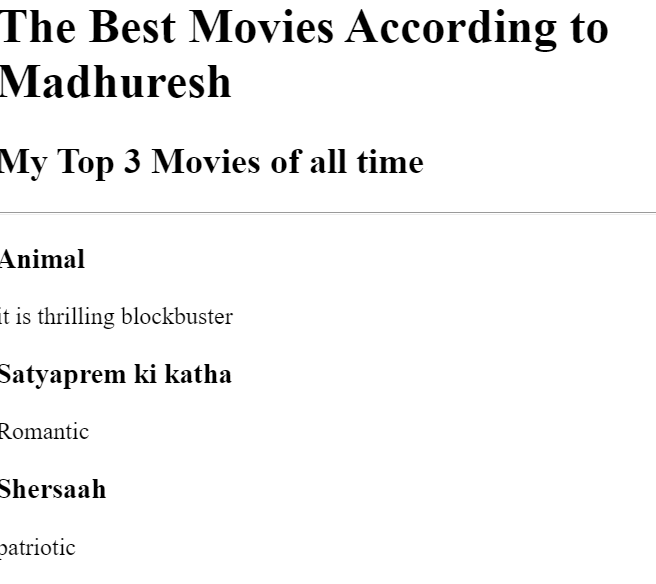 The Best Movies According to
Madhuresh
My Top 3 Movies of all time
Animal
it is thrilling blockbuster
Satyaprem ki katha
Romantic
Shersaah
patriotic